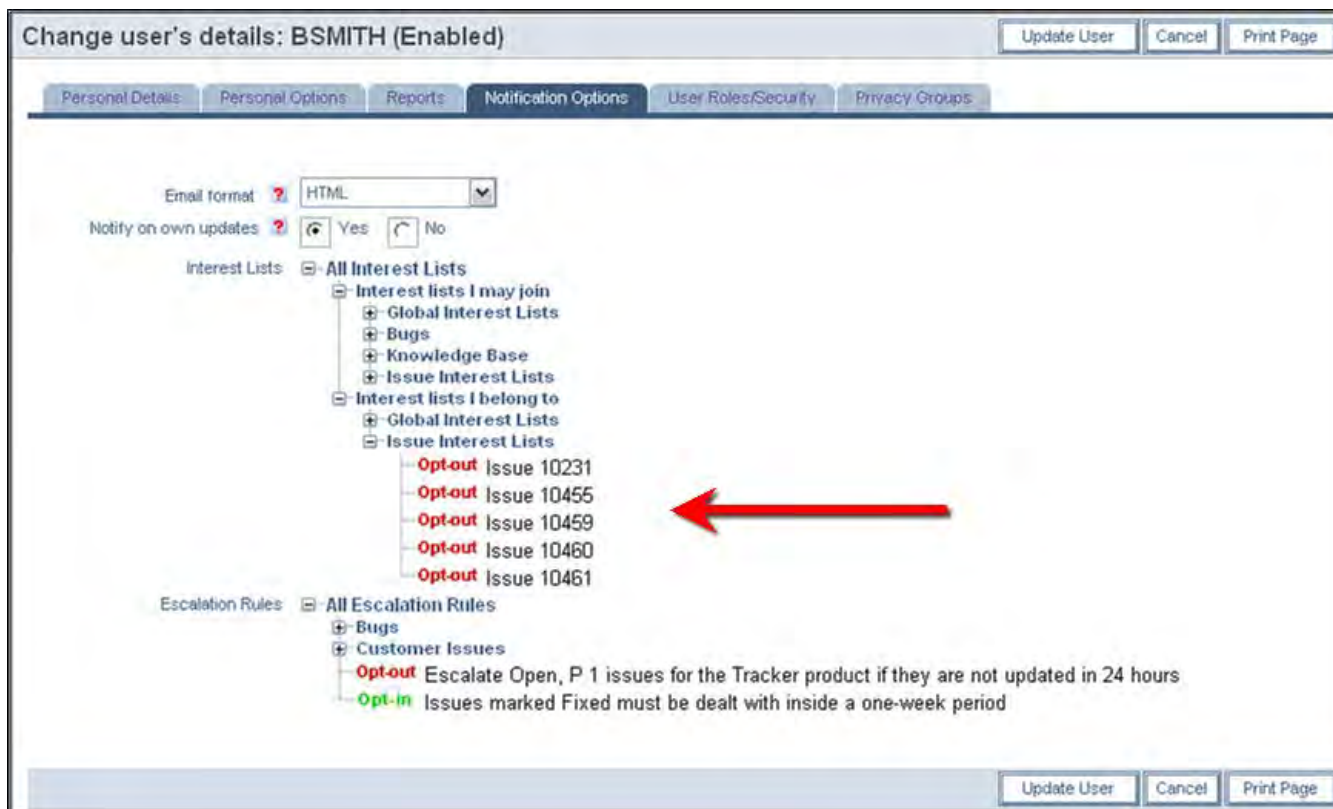 Change user's details: BSMITH (Enabled) Update User Cancel Print Page
Personal Details Personal Options Reports Notification Options User Roles/Security Privacy Groups
Email format ? HTML
Notify on own updates ? Yes No
Interest Lists All Interest Lists
Interest lists I may join
Global Interest Lists
Bugs
Knowledge Base
Issue Interest Lists
Interest lists I belong to
Global Interest Lists
Issue Interest Lists
Opt-out Issue 10231
Opt-out Issue 10455
Opt-out Issue 10459
Opt-out Issue 10460
Opt-out Issue 10461
Escalation Rules All Escalation Rules
Bugs
Customer Issues
Opt-out Escalate Open, P 1 issues for the Tracker product if they are not updated in 24 hours
Opt-in Issues marked Fixed must be dealt with inside a one-week period
Update User Cancel Print Page